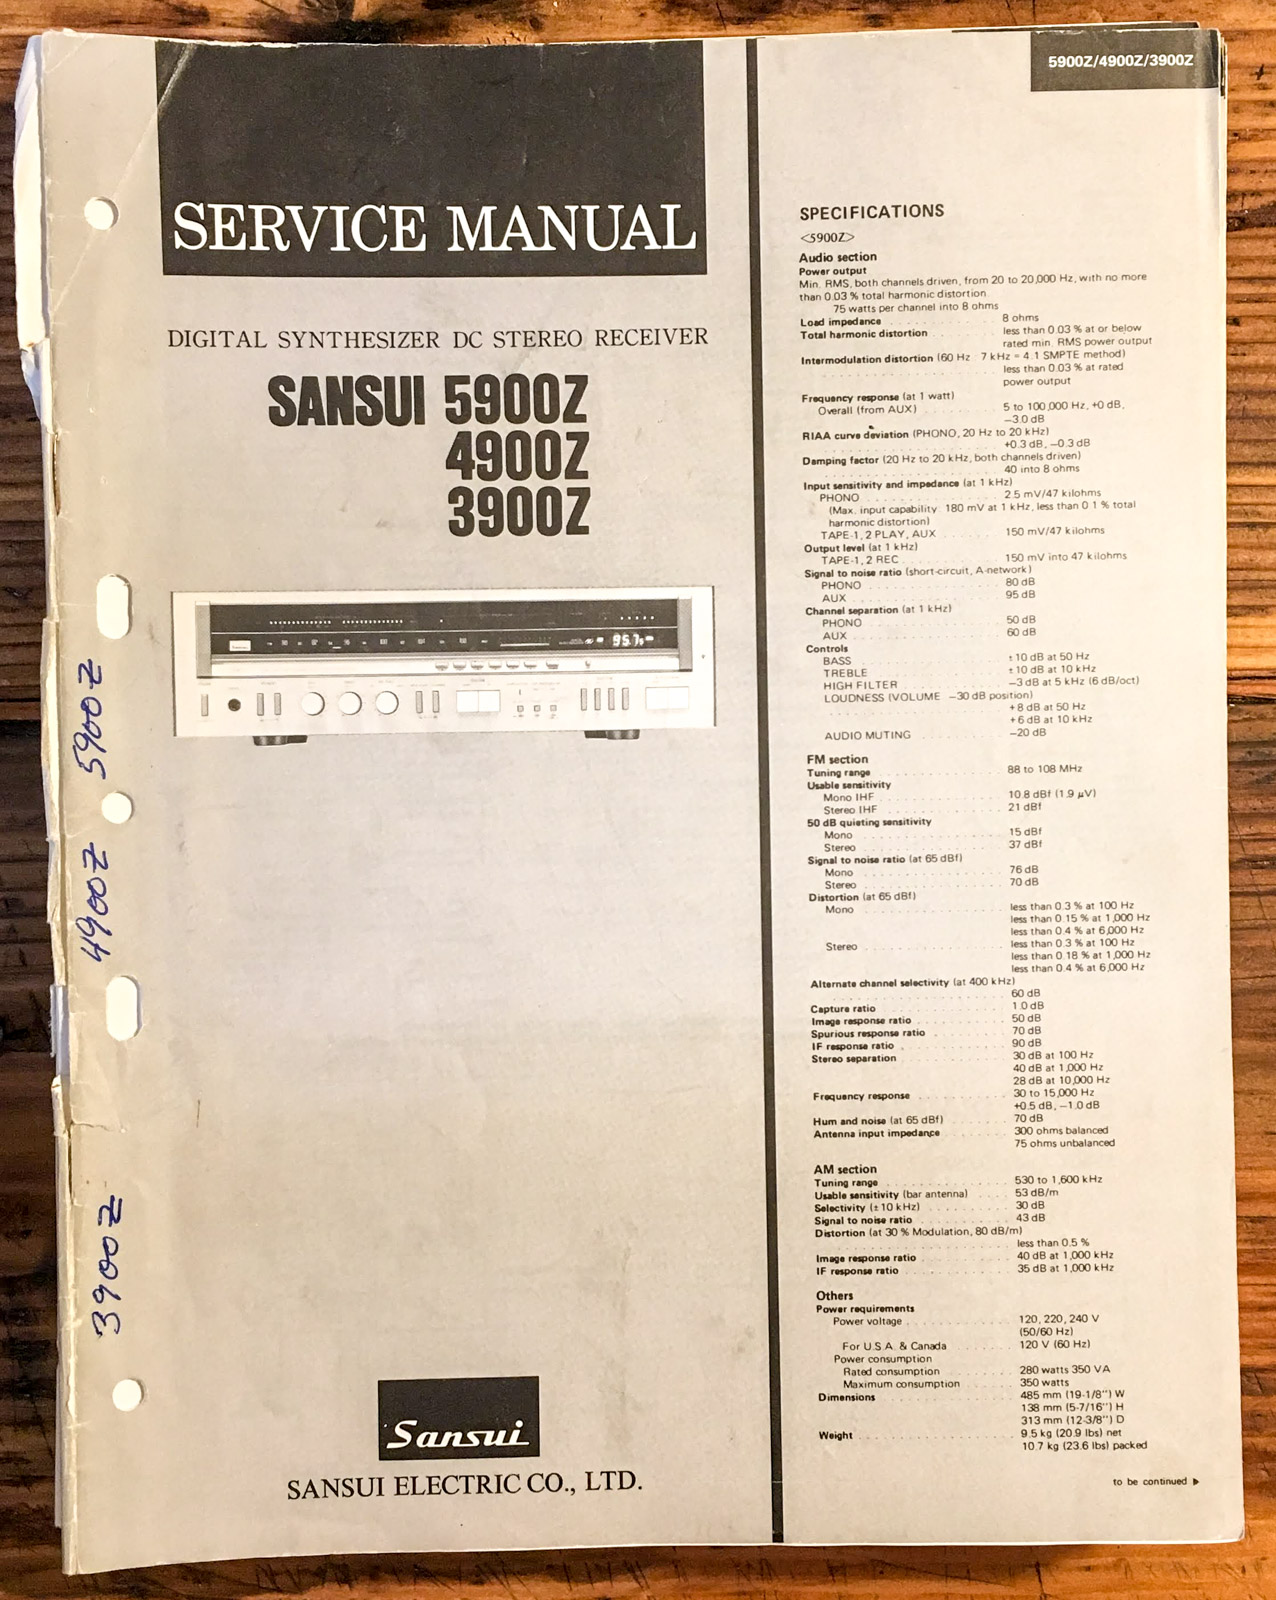 5900Z/4900Z/3900Z
SERVICE MANUAL
DIGITAL SYNTHESIZER DC STEREO RECEIVER
SANSUI 5900Z
4900Z
3900Z
95.7
5900Z
4900Z
3900Z
Sansui
SANSUI ELECTRIC CO., LTD.
SPECIFICATIONS
<5900Z>
Audio section
Power output
Min. RMS, both channels driven, from 20 to 20,000 Hz, with no more
than 0.03 % total harmonic distortion
75 watts per channel into 8 ohms
Load impedance 8 ohms
Total harmonic distortion less than 0.03 % at or below
rated min. RMS power output
Intermodulation distortion (60 Hz 7 kHz = 4:1 SMPTE method)
less than 0.03 % at rated
power output
Frequency response (at 1 watt)
Overall (from AUX) 5 to 100,000 Hz, +0 dB,
−3.0 dB
RIAA curve deviation (PHONO, 20 Hz to 20 kHz)
+0.3 dB, −0.3 dB
Damping factor (20 Hz to 20 kHz, both channels driven)
40 into 8 ohms
Input sensitivity and impedance (at 1 kHz)
PHONO 2.5 mV/47 kilohms
(Max. input capability: 180 mV at 1 kHz, less than 0.1 % total
harmonic distortion)
TAPE-1, 2 PLAY, AUX 150 mV/47 kilohms
Output level (at 1 kHz)
TAPE-1, 2 REC 150 mV into 47 kilohms
Signal to noise ratio (short-circuit, A-network)
PHONO 80 dB
AUX 95 dB
Channel separation (at 1 kHz)
PHONO 50 dB
AUX 60 dB
Controls
BASS ±10 dB at 50 Hz
TREBLE ±10 dB at 10 kHz
HIGH FILTER −3 dB at 5 kHz (6 dB/oct)
LOUDNESS (VOLUME −30 dB position)
+8 dB at 50 Hz
+6 dB at 10 kHz
AUDIO MUTING −20 dB
FM section
Tuning range 88 to 108 MHz
Usable sensitivity
Mono IHF 10.8 dBf (1.9 μV)
Stereo IHF 21 dBf
50 dB quieting sensitivity
Mono 15 dBf
Stereo 37 dBf
Signal to noise ratio (at 65 dBf)
Mono 76 dB
Stereo 70 dB
Distortion (at 65 dBf)
Mono less than 0.3 % at 100 Hz
less than 0.15 % at 1,000 Hz
less than 0.4 % at 6,000 Hz
Stereo less than 0.3 % at 100 Hz
less than 0.18 % at 1,000 Hz
less than 0.4 % at 6,000 Hz
Alternate channel selectivity (at 400 kHz)
60 dB
Capture ratio 1.0 dB
Image response ratio 50 dB
Spurious response ratio 70 dB
IF response ratio 90 dB
Stereo separation 30 dB at 100 Hz
40 dB at 1,000 Hz
28 dB at 10,000 Hz
Frequency response 30 to 15,000 Hz
+0.5 dB, −1.0 dB
Hum and noise (at 65 dBf) 70 dB
Antenna input impedance 300 ohms balanced
75 ohms unbalanced
AM section
Tuning range 530 to 1,600 kHz
Usable sensitivity (bar antenna) 53 dB/m
Selectivity (±10 kHz) 30 dB
Signal to noise ratio 43 dB
Distortion (at 30 % Modulation, 80 dB/m)
less than 0.5 %
Image response ratio 40 dB at 1,000 kHz
IF response ratio 35 dB at 1,000 kHz
Others
Power requirements
Power voltage 120, 220, 240 V
(50/60 Hz)
For U.S.A. & Canada 120 V (60 Hz)
Power consumption
Rated consumption 280 watts 350 VA
Maximum consumption 350 watts
Dimensions 485 mm (19-1/8") W
138 mm (5-7/16") H
313 mm (12-3/8") D
Weight 9.5 kg (20.9 lbs) net
10.7 kg (23.6 lbs) packed
to be continued ▶